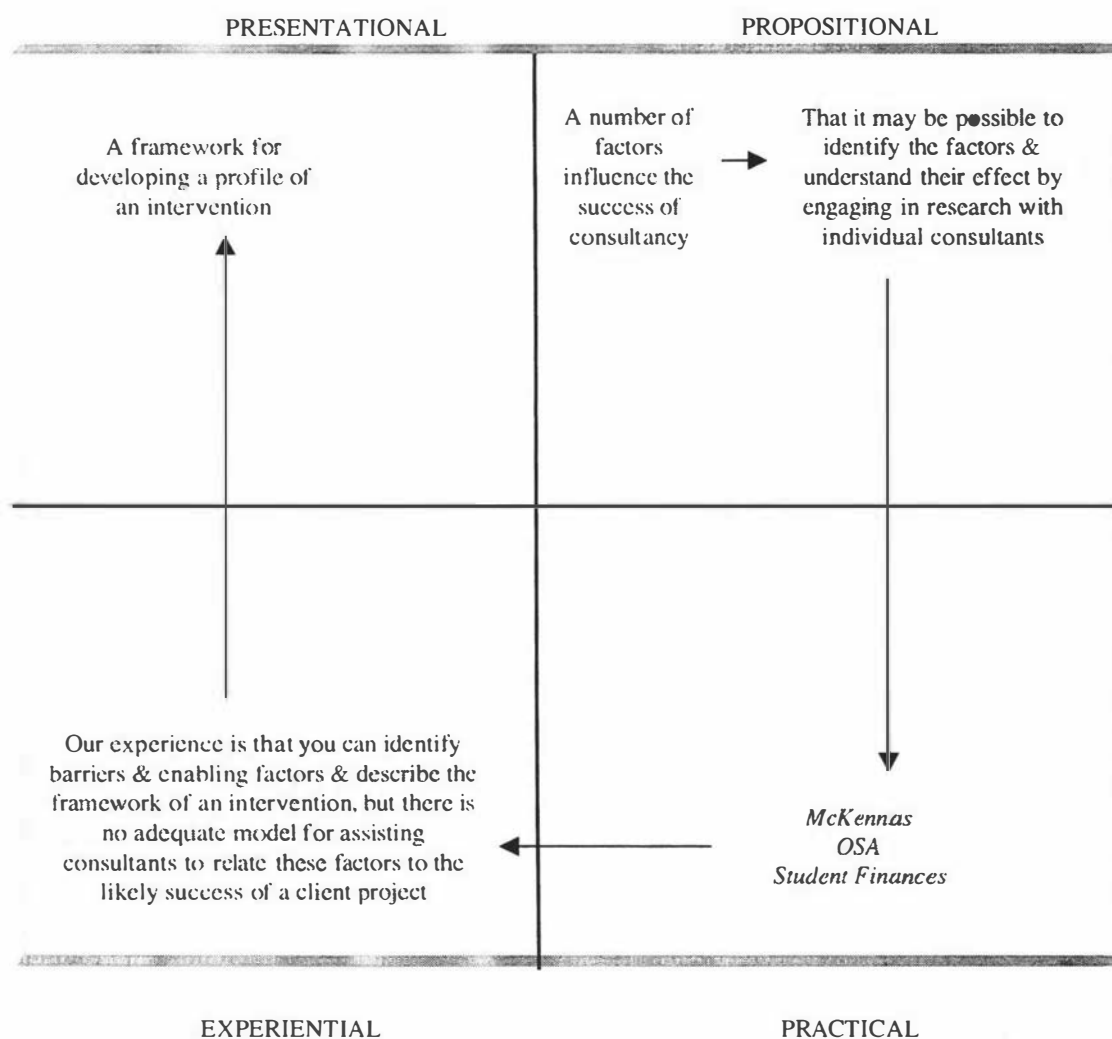 PRESENTATIONAL
PROPOSITIONAL
A framework for
developing a profile of
an intervention
A number of
factors
influence the
success of
consultancy
That it may be possible to
identify the factors &
understand their effect by
engaging in research with
individual consultants
Our experience is that you can identify
barriers & enabling factors & describe the
framework of an intervention, but there is
no adequate model for assisting
consultants to relate these factors to the
likely success of a client project
McKennas
OSA
Student Finances
EXPERIENTIAL
PRACTICAL